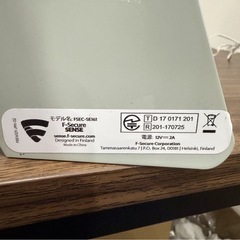 モデル名: FSEC-SE161
F-Secure
SENSE
sense.f-secure.com
Designed in Finland
Made in China
T D 17 0171 201
R 201-170725
電源: 12V⎓2A
F-Secure Corporation
Tammasaarenkatu 7 | P.O. Box 24, 00181 | Helsinki, Finland